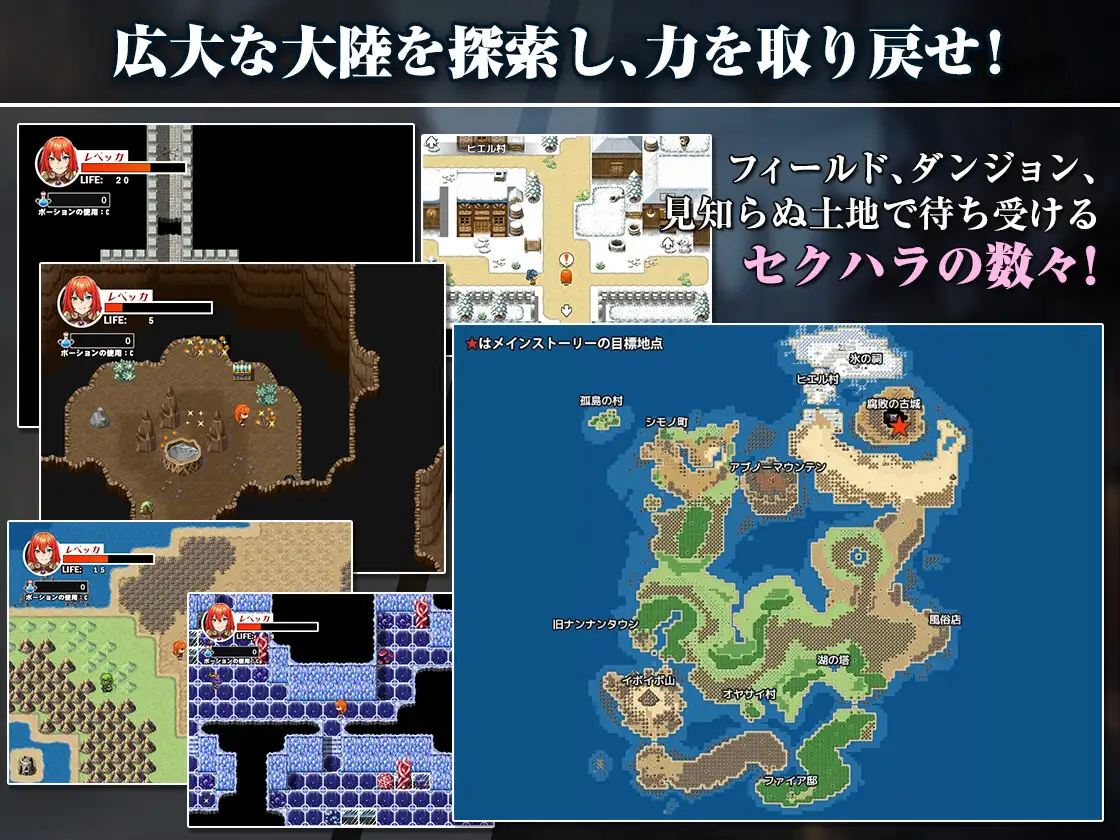 広大な大陸を探索し、力を取り戻せ!
フィールド、ダンジョン、
見知らぬ土地で待ち受ける
セクハラの数々!
レベッカ
LIFE: 20
0
ポーションの使用:C
ヒエル村
レベッカ
LIFE: 5
0
ポーションの使用:C
レベッカ
LIFE: 15
0
ポーションの使用:C
レベッカ
LIFE:
0
ポーションの使用:C
★はメインストーリーの目標地点
氷の祠
ヒエル村
孤島の村
腐敗の古城
シモノ町
アブノーマウンテン
旧ナンナンタウン
風俗店
湖の塔
イボイボ山
オヤサイ村
ファイア邸